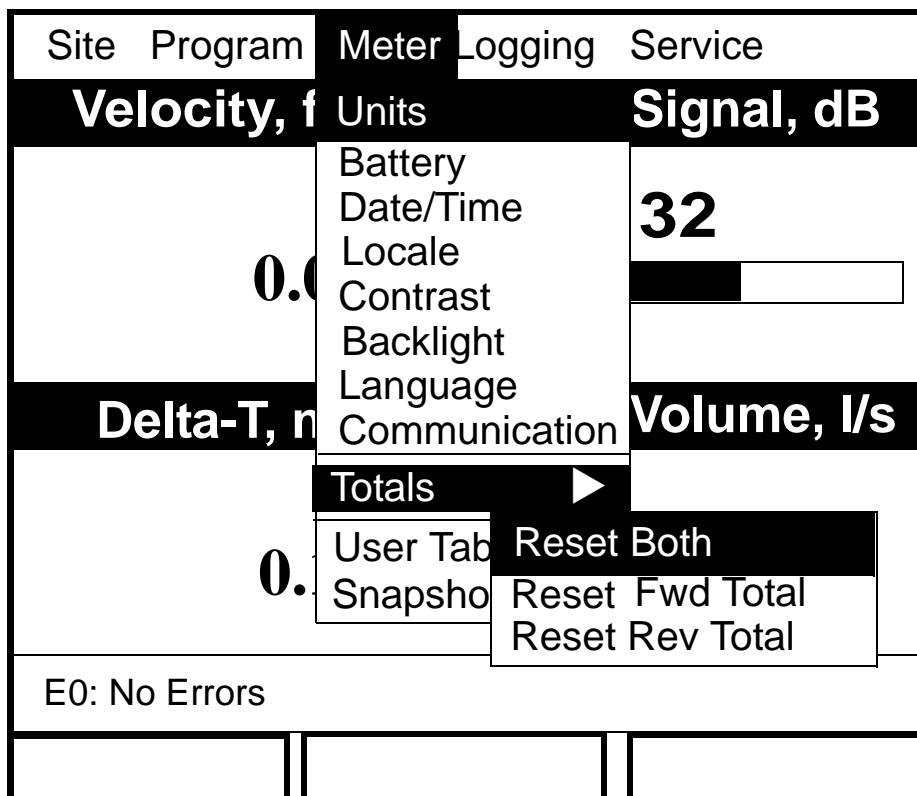 Site Program Meter Logging Service
Velocity, f
Units
Signal, dB
Battery
Date/Time
32
Locale
0.
Contrast
Backlight
Language
Delta-T,
Communication
Volume, l/s
Totals
User Tab
Reset Both
0.
Snapsho
Reset Fwd Total
Reset Rev Total
E0: No Errors